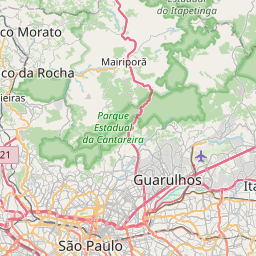 Estadual
do Itapetinga
co Morato
Mairiporã
co da Rocha
ieiras
Parque
Estadual
da Cantareira
21
Guarulhos
Ita
São Paulo